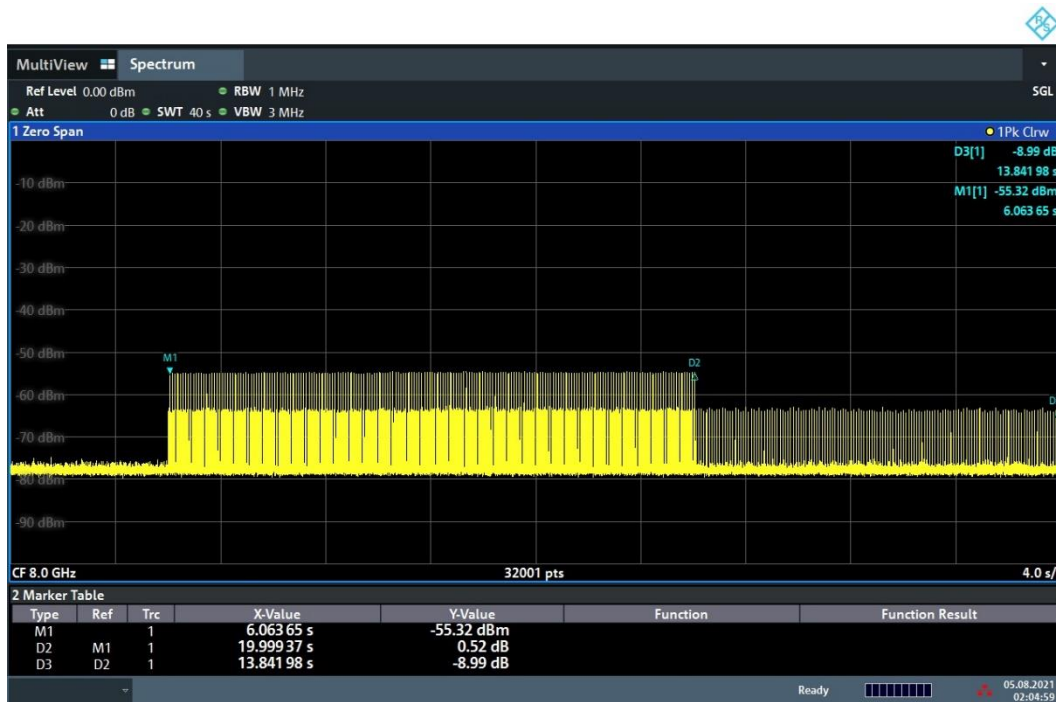 R&S
MultiView Spectrum
Ref Level 0.00 dBm RBW 1 MHz SGL
Att 0 dB SWT 40 s VBW 3 MHz
1 Zero Span 1Pk Clrw
D3[1] -8.99 dB
13.841 98 s
-10 dBm
M1[1] -55.32 dBm
6.063 65 s
-20 dBm
-30 dBm
-40 dBm
-50 dBm
M1 D2
-60 dBm
D
-70 dBm
-80 dBm
-90 dBm
CF 8.0 GHz 32001 pts 4.0 s/
2 Marker Table
Type Ref Trc X-Value Y-Value Function Function Result
M1 1 6.063 65 s -55.32 dBm
D2 M1 1 19.999 37 s 0.52 dB
D3 D2 1 13.841 98 s -8.99 dB
Ready 05.08.2021
02:04:59